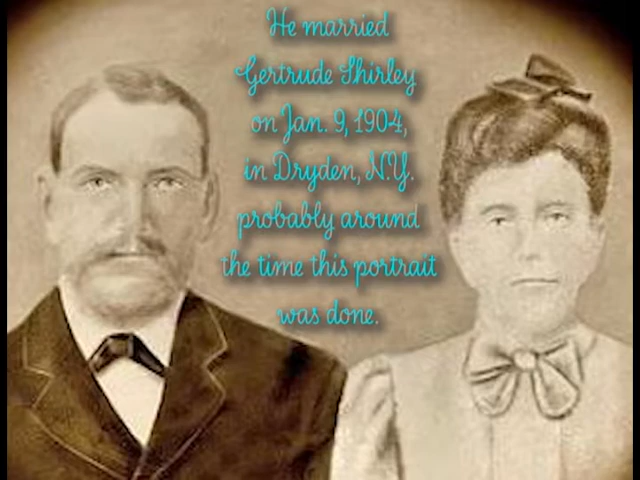 He married
Gertrude Shirley
on Jan. 9, 1904,
in Dryden, N.Y.
probably around
the time this portrait
was done.